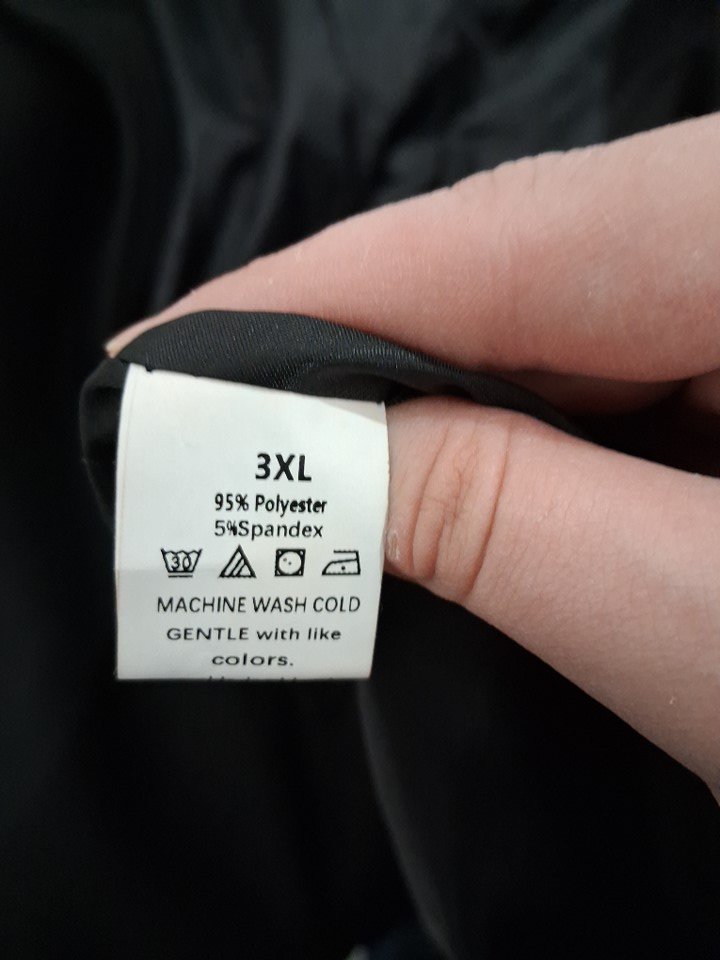 3XL
95% Polyester
5%Spandex
30
MACHINE WASH COLD
GENTLE with like
colors.